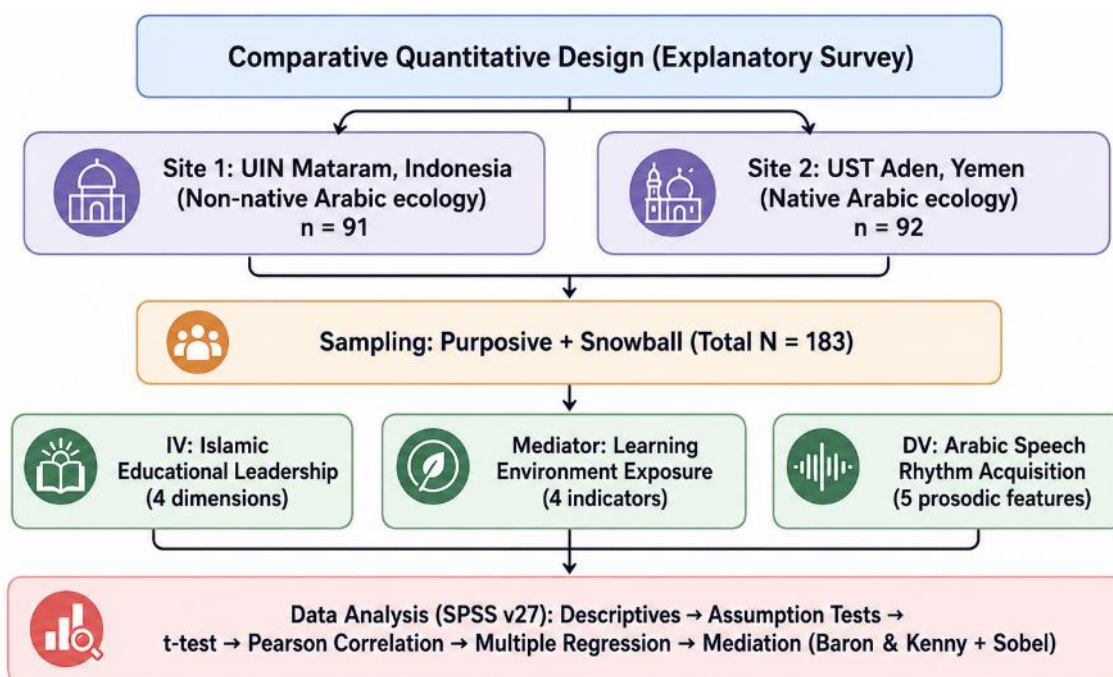 Comparative Quantitative Design (Explanatory Survey)
Site 1: UIN Mataram, Indonesia
(Non-native Arabic ecology)
n = 91
Site 2: UST Aden, Yemen
(Native Arabic ecology)
n = 92
Sampling: Purposive + Snowball (Total N = 183)
IV: Islamic
Educational Leadership
(4 dimensions)
Mediator: Learning
Environment Exposure
(4 indicators)
DV: Arabic Speech
Rhythm Acquisition
(5 prosodic features)
Data Analysis (SPSS v27): Descriptives → Assumption Tests →
t-test → Pearson Correlation → Multiple Regression → Mediation (Baron & Kenny + Sobel)